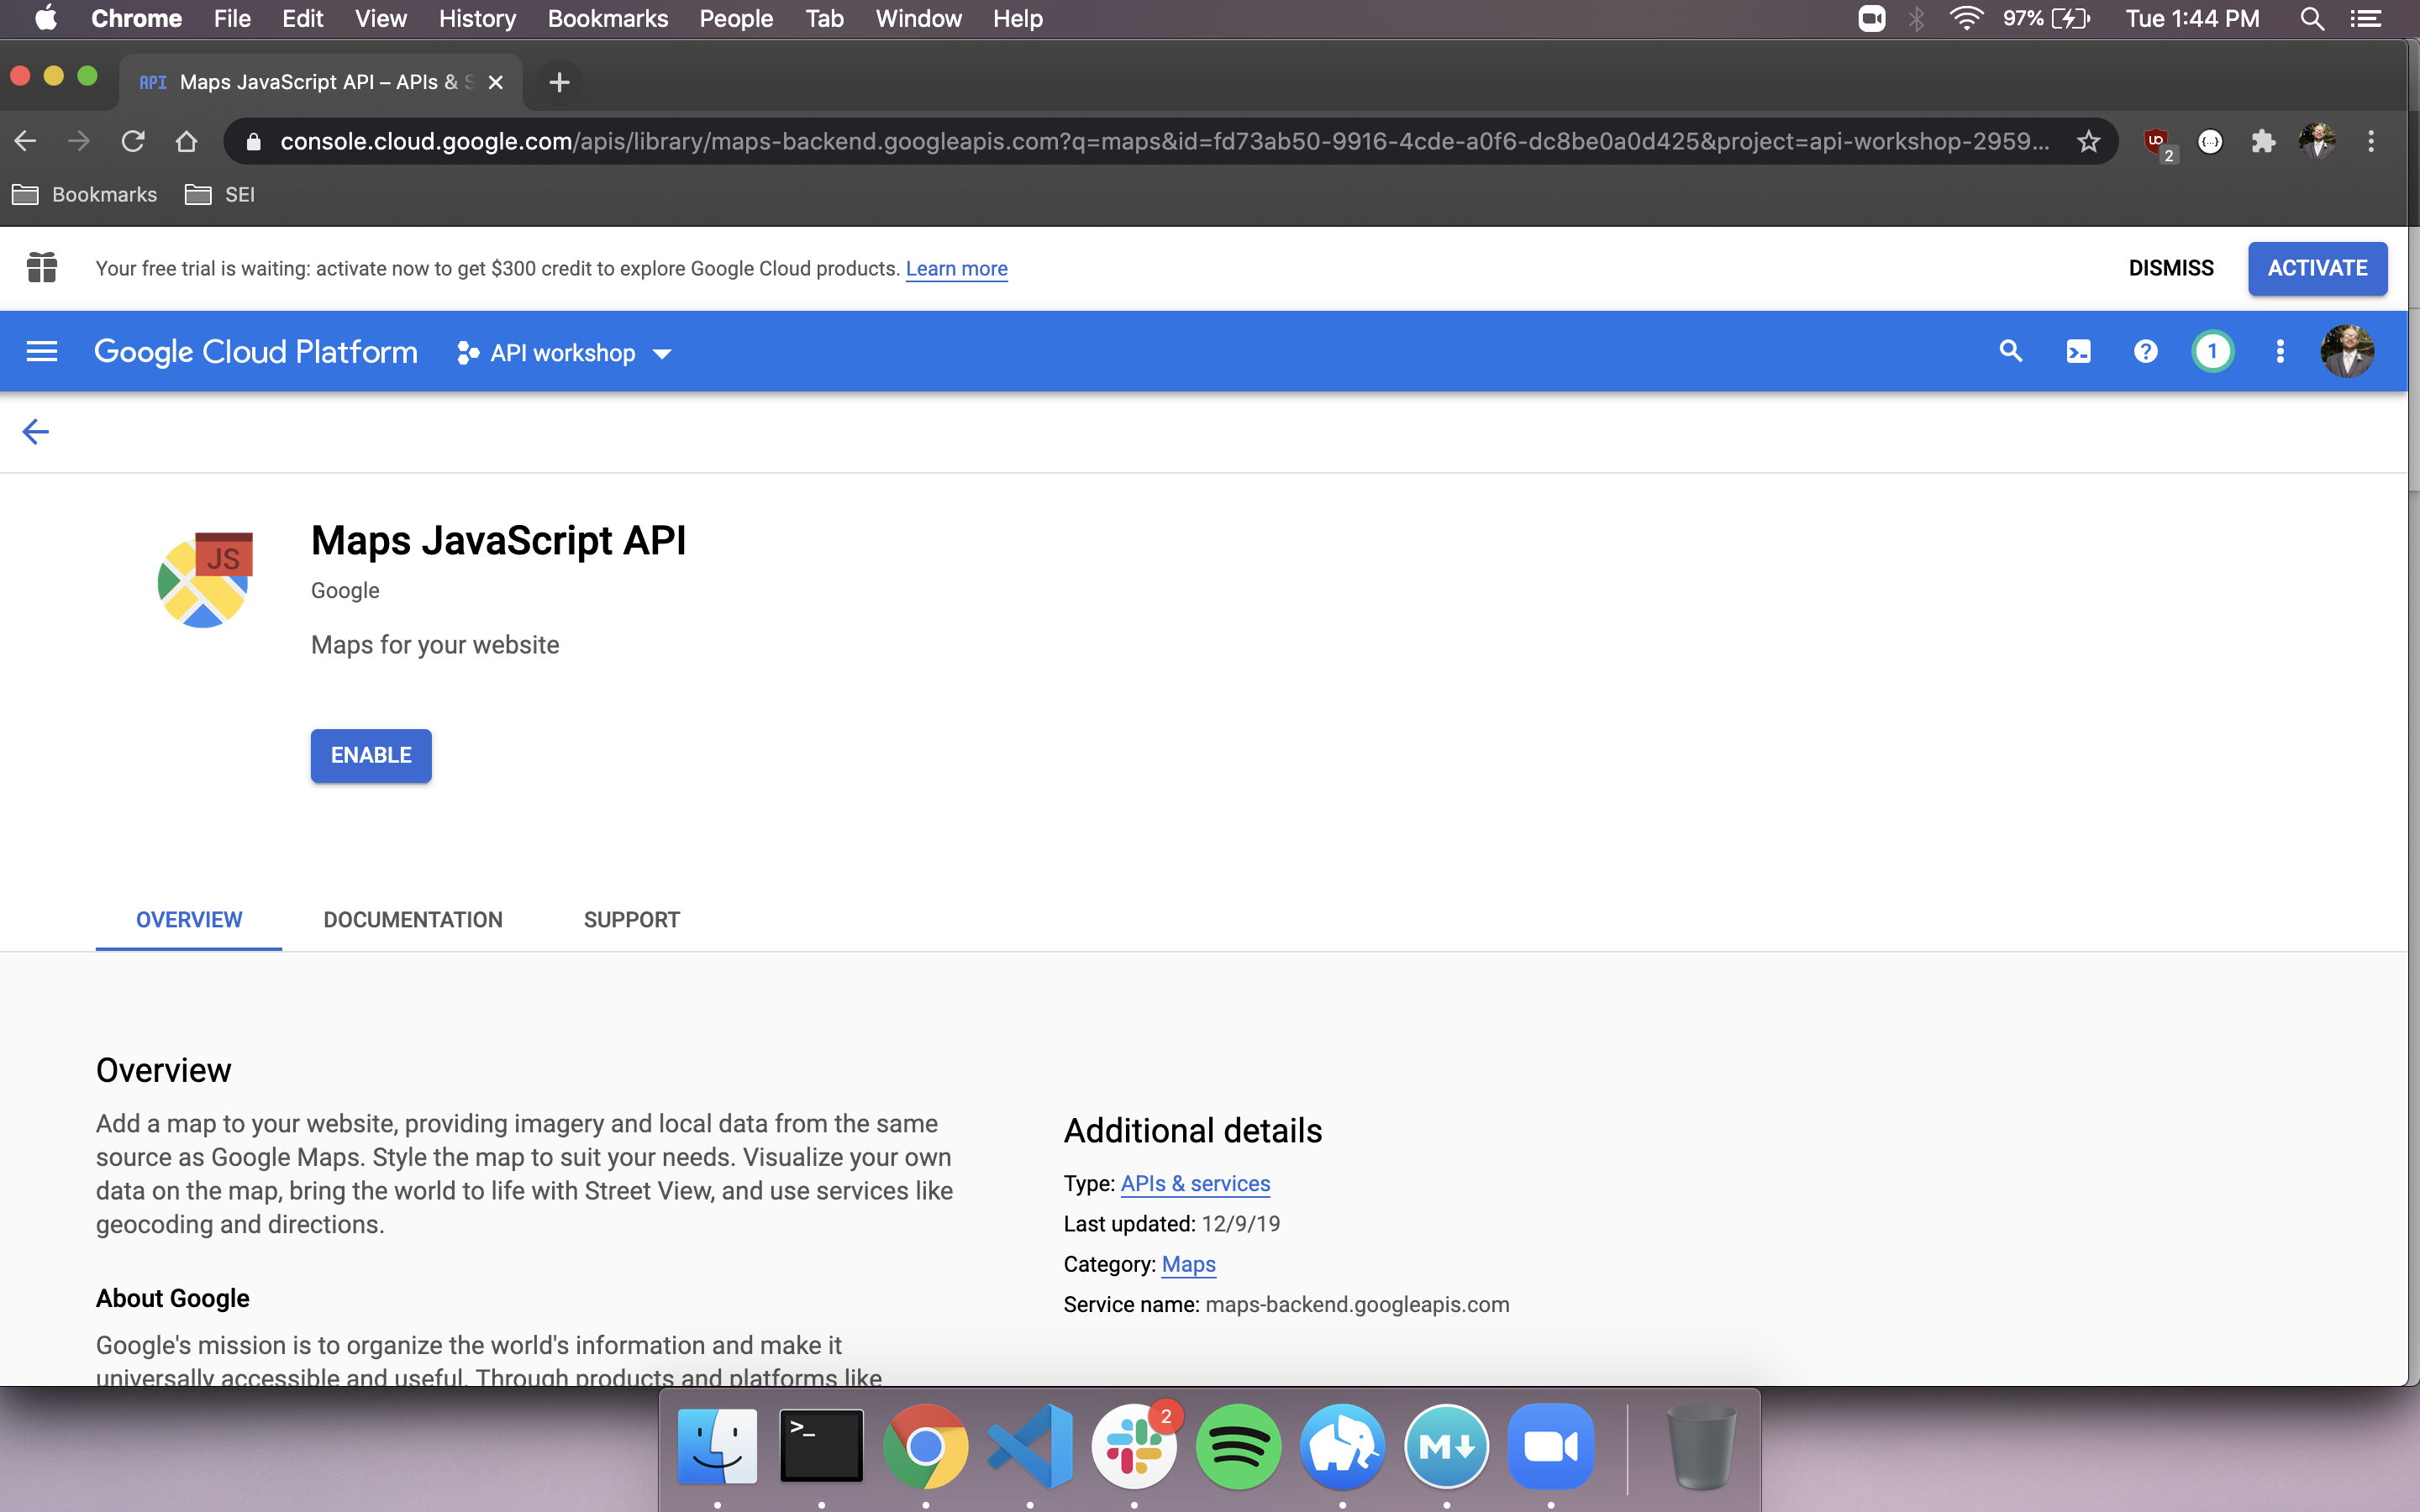 Chrome File Edit View History Bookmarks People Tab Window Help 97% Tue 1:44 PM
API Maps JavaScript API – APIs & S
console.cloud.google.com/apis/library/maps-backend.googleapis.com?q=maps&id=fd73ab50-9916-4cde-a0f6-dc8be0a0d425&project=api-workshop-2959... 2
Bookmarks SEI
Your free trial is waiting: activate now to get $300 credit to explore Google Cloud products. Learn more DISMISS ACTIVATE
Google Cloud Platform API workshop 1
JS
Maps JavaScript API
Google
Maps for your website
ENABLE
OVERVIEW DOCUMENTATION SUPPORT
Overview
Add a map to your website, providing imagery and local data from the same
source as Google Maps. Style the map to suit your needs. Visualize your own
data on the map, bring the world to life with Street View, and use services like
geocoding and directions.
About Google
Google's mission is to organize the world's information and make it
universally accessible and useful. Through products and platforms like
Additional details
Type: APIs & services
Last updated: 12/9/19
Category: Maps
Service name: maps-backend.googleapis.com
>_ 2 M